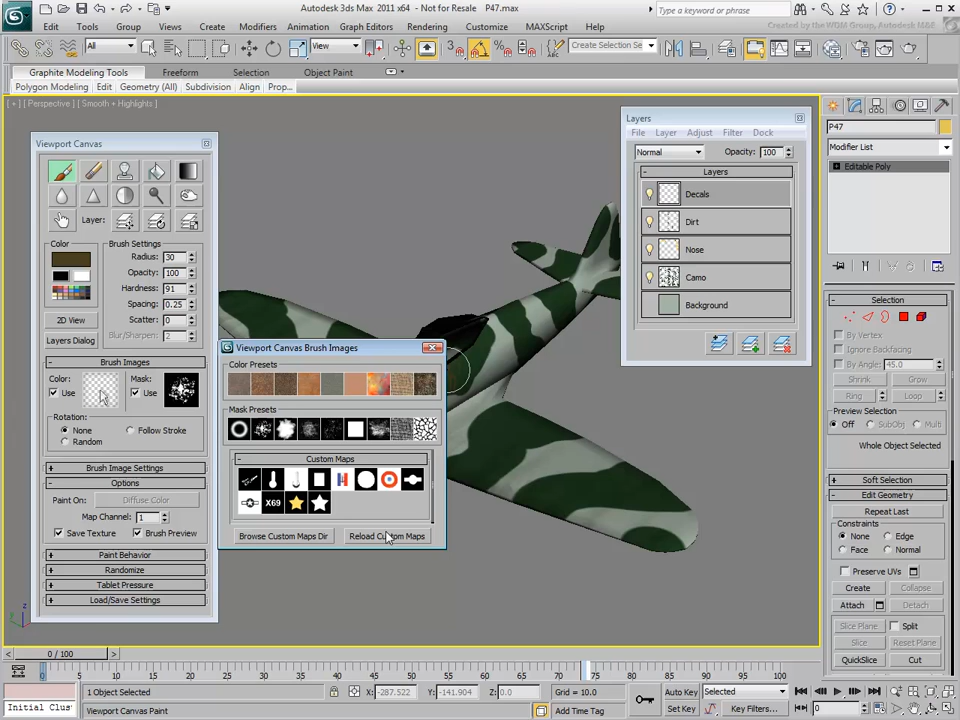 Autodesk 3ds Max 2011 x64 - Not for Resale P47.max
Type a keyword or phrase
Edit Tools Group Views Create Modifiers Animation Graph Editors Rendering Customize MAXScript Help
All View Create Selection Se
Graphite Modeling Tools Freeform Selection Object Paint
Polygon Modeling Edit Geometry (All) Subdivision Align Prop...
[ + ] [ Perspective ] [ Smooth + Highlights ]
Viewport Canvas
Layer:
Color
Brush Settings
Radius: 30
Opacity: 100
Hardness: 91
Spacing: 0.25
Scatter: 0
Blur/Sharpen: 2
2D View
Layers Dialog
Brush Images
Color: Use
Mask: Use
Rotation:
None Follow Stroke
Random
Brush Image Settings
Options
Paint On: Diffuse Color
Map Channel: 1
Save Texture Brush Preview
Paint Behavior
Randomize
Tablet Pressure
Load/Save Settings
Viewport Canvas Brush Images
Color Presets
Mask Presets
Custom Maps
X69
Browse Custom Maps Dir Reload Custom Maps
Layers
File Layer Adjust Filter Dock
Normal Opacity: 100
Layers
Decals
Dirt
Nose
Camo
Background
P47
Modifier List
Editable Poly
Selection
By Vertex
Ignore Backfacing
By Angle: 45.0
Shrink Grow
Ring Loop
Preview Selection
Off SubObj Multi
Whole Object Selected
Soft Selection
Edit Geometry
Repeat Last
Constraints
None Edge
Face Normal
Preserve UVs
Create Collapse
Attach Detach
Slice Plane Split
Slice Reset Plane
QuickSlice Cut
0 / 100
0 5 10 15 20 25 30 35 40 45 50 55 60 65 70 75 80 85 90 95 100
Initial Clus
1 Object Selected
X: -287.522 Y: -141.904 Z: 0.0 Grid = 10.0
Auto Key Selected
Viewport Canvas Paint
Add Time Tag
Set Key Key Filters... 0